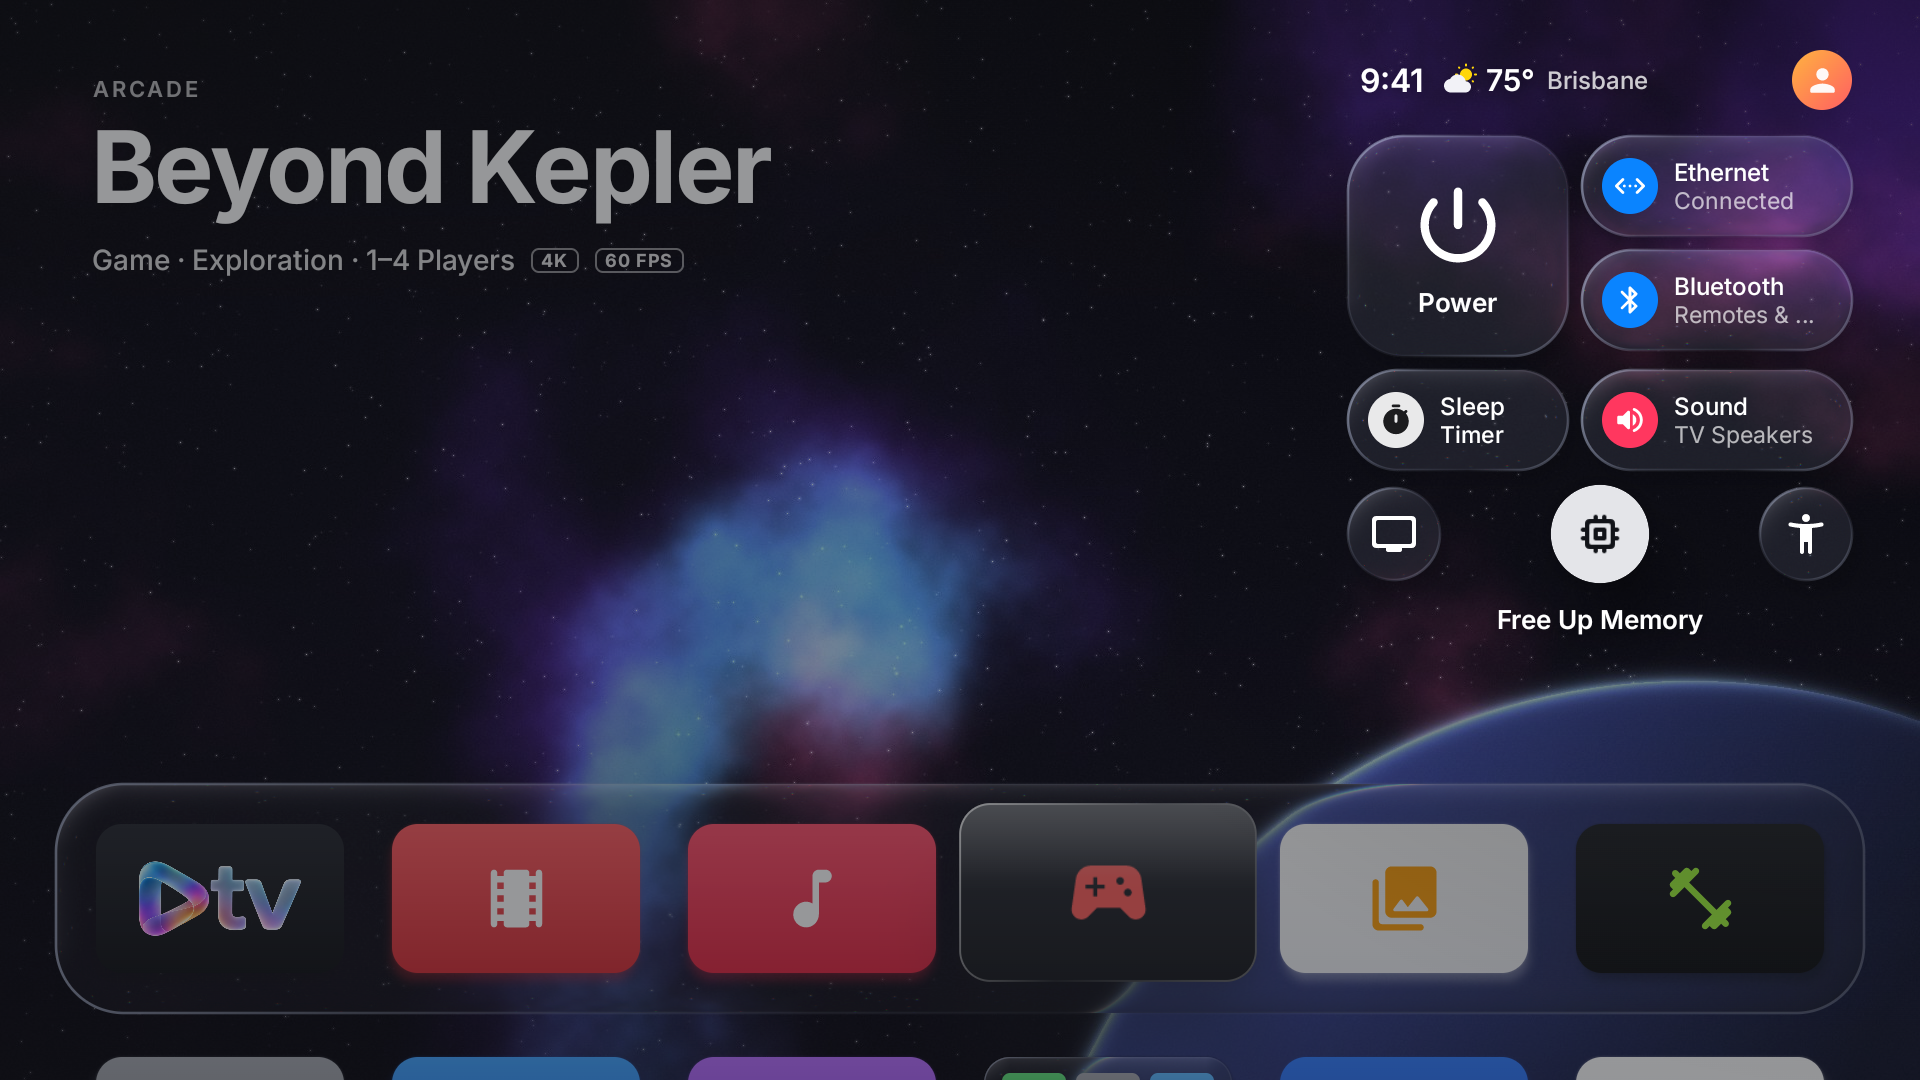 ARCADE
Beyond Kepler
Game · Exploration · 1–4 Players 4K 60 FPS
9:41 75° Brisbane
Power
Ethernet
Connected
Bluetooth
Remotes & ...
Sleep
Timer
Sound
TV Speakers
Free Up Memory
tv